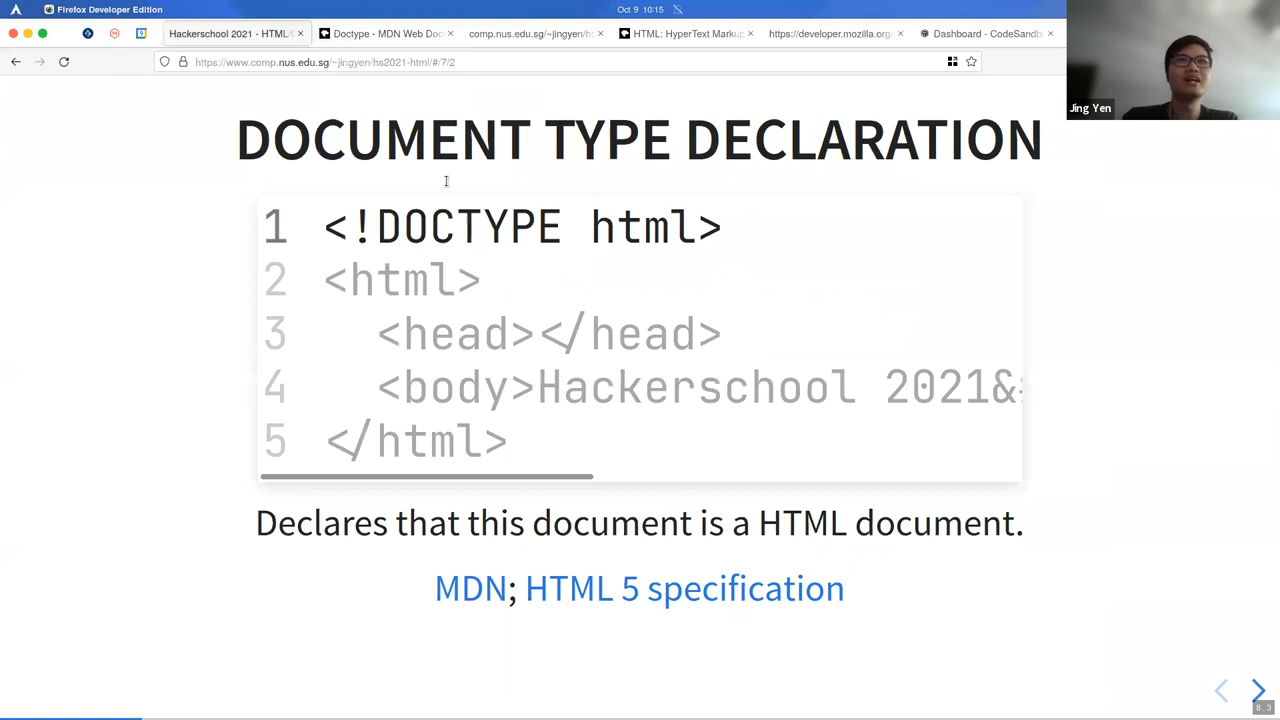 Firefox Developer Edition
Oct 9 10:15
Hackerschool 2021 - HTML/
Doctype - MDN Web Doc
comp.nus.edu.sg/~jingyen/hs
HTML: HyperText Markup
https://developer.mozilla.org/
Dashboard - CodeSandb
https://www.comp.nus.edu.sg/~jingyen/hs2021-html/#/7/2
Jing Yen
DOCUMENT TYPE DECLARATION
1 <!DOCTYPE html>
2 <html>
3 <head></head>
4 <body>Hackerschool 2021&
5 </html>
Declares that this document is a HTML document.
MDN; HTML 5 specification
8.3